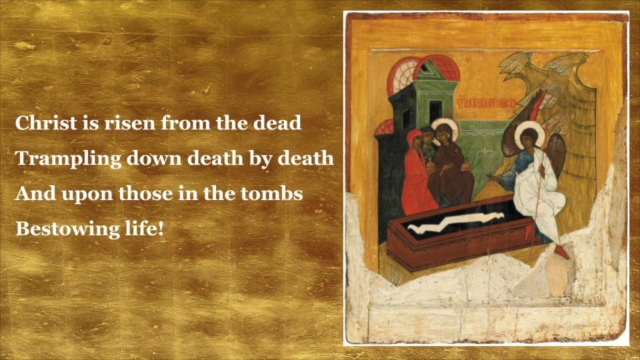 Christ is risen from the dead
Trampling down death by death
And upon those in the tombs
Bestowing life!